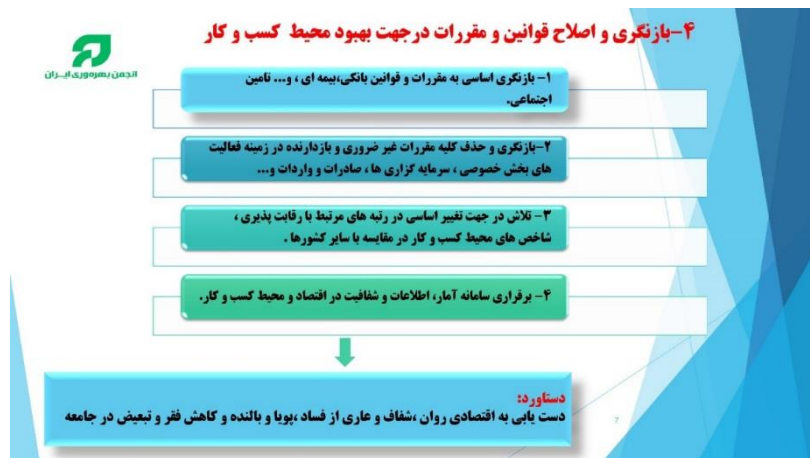 ۴-بازنگری و اصلاح قوانین و مقررات درجهت بهبود محیط کسب و کار
انجمن بهره‌وری ایـران
۱- بازنگری اساسی به مقررات و قوانین بانکی،بیمه ای ، و... تامین
اجتماعی.
۲-بازنگری و حذف کلیه مقررات غیر ضروری و بازدارنده در زمینه فعالیت
های بخش خصوصی ، سرمایه گزاری ها ، صادرات و واردات و...
۳- تلاش در جهت تغییر اساسی در رتبه های مرتبط با رقابت پذیری ،
شاخص های محیط کسب و کار در مقایسه با سایر کشورها .
۴- برقراری سامانه آمار، اطلاعات و شفافیت در اقتصاد و محیط کسب و کار.
دستاورد:
دست یابی به اقتصادی روان ،شفاف و عاری از فساد ،پویا و بالنده و کاهش فقر و تبعیض در جامعه
7